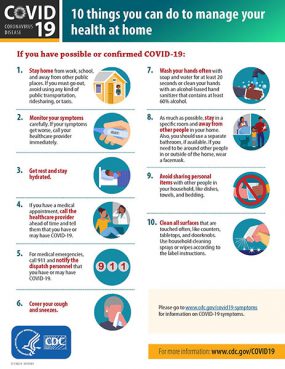 COVID
CORONAVIRUS
DISEASE
19
10 things you can do to manage your
health at home
If you have possible or confirmed COVID-19:
1. Stay home from work, school,
and away from other public
places. If you must go out,
avoid using any kind of
public transportation,
ridesharing, or taxis.
2. Monitor your symptoms
carefully. If your symptoms
get worse, call your
healthcare provider
immediately.
3. Get rest and stay
hydrated.
4. If you have a medical
appointment, call the
healthcare provider
ahead of time and tell
them that you have or
may have COVID-19.
5. For medical emergencies,
call 911 and notify the
dispatch personnel that
you have or may have
COVID-19.
911
6. Cover your cough
and sneezes.
7. Wash your hands often with
soap and water for at least 20
seconds or clean your hands
with an alcohol-based hand
sanitizer that contains at least
60% alcohol.
8. As much as possible, stay in
a specific room and away from
other people in your home.
Also, you should use a separate
bathroom, if available. If you
need to be around other people
in or outside of the home, wear
a facemask.
9. Avoid sharing personal
items with other people in
your household, like dishes,
towels, and bedding.
10. Clean all surfaces that are
touched often, like counters,
tabletops, and doorknobs.
Use household cleaning
sprays or wipes according to
the label instructions.
Please go to www.cdc.gov/covid19-symptoms
for information on COVID-19 symptoms.
CDC
For more information: www.cdc.gov/COVID19